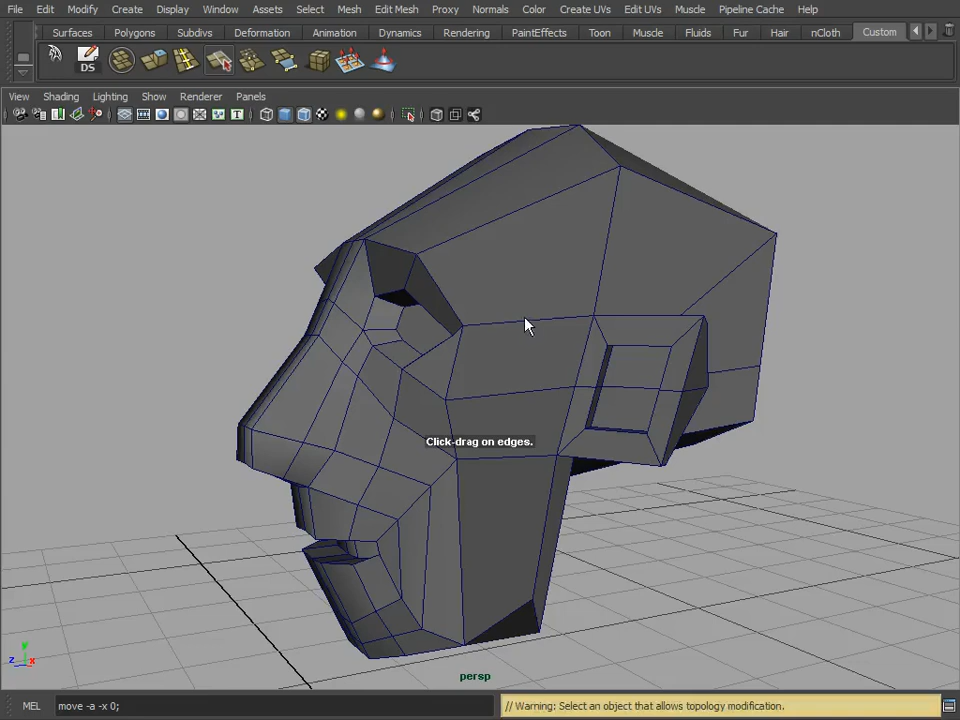 File Edit Modify Create Display Window Assets Select Mesh Edit Mesh Proxy Normals Color Create UVs Edit UVs Muscle Pipeline Cache Help
Surfaces Polygons Subdivs Deformation Animation Dynamics Rendering PaintEffects Toon Muscle Fluids Fur Hair nCloth Custom
DS
View Shading Lighting Show Renderer Panels
T
Click-drag on edges.
y
z x
persp
MEL move -a -x 0; // Warning: Select an object that allows topology modification.